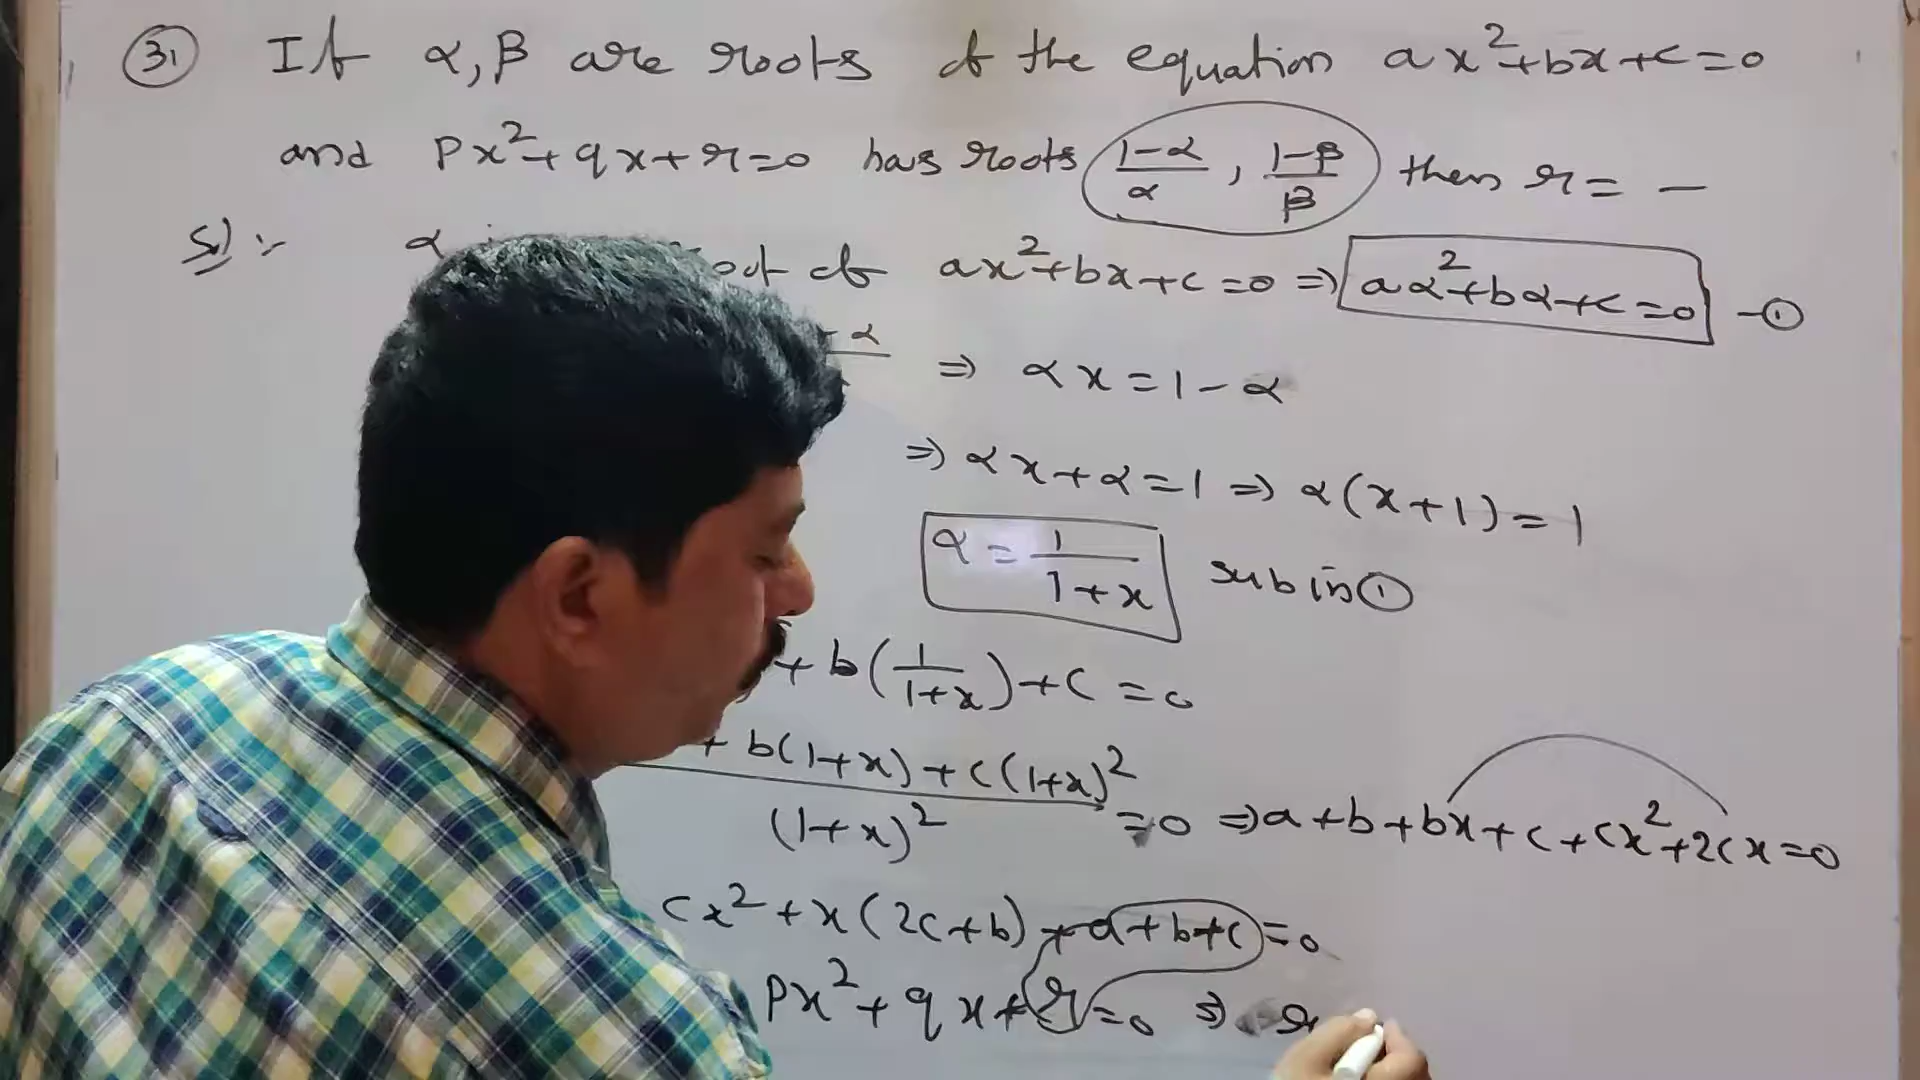 31 If α, β are roots of the equation ax²+bx+c=0
and px²+qx+r=0 has roots (1-α)/α , (1-β)/β then r= —
Sol:- α of ax²+bx+c=0 ⇒ aα²+bα+c=0 —①
α ⇒ αx=1-α
⇒ αx+α=1 ⇒ α(x+1)=1
α = 1/(1+x) sub in ①
+ b(1/(1+x))+c=0
+ b(1+x)+c(1+x)² / (1+x)² =0 ⇒ a+b+bx+c+cx²+2cx=0
cx²+x(2c+b)+a+b+c=0
px²+qx+r=0 ⇒ r